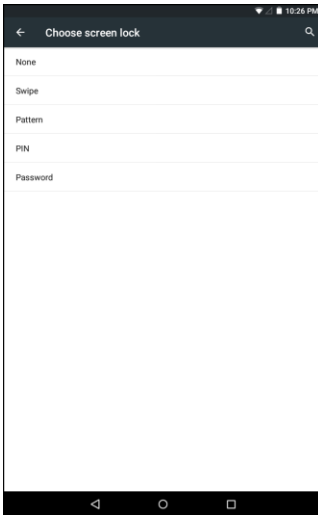 10:26 PM
Choose screen lock
None
Swipe
Pattern
PIN
Password